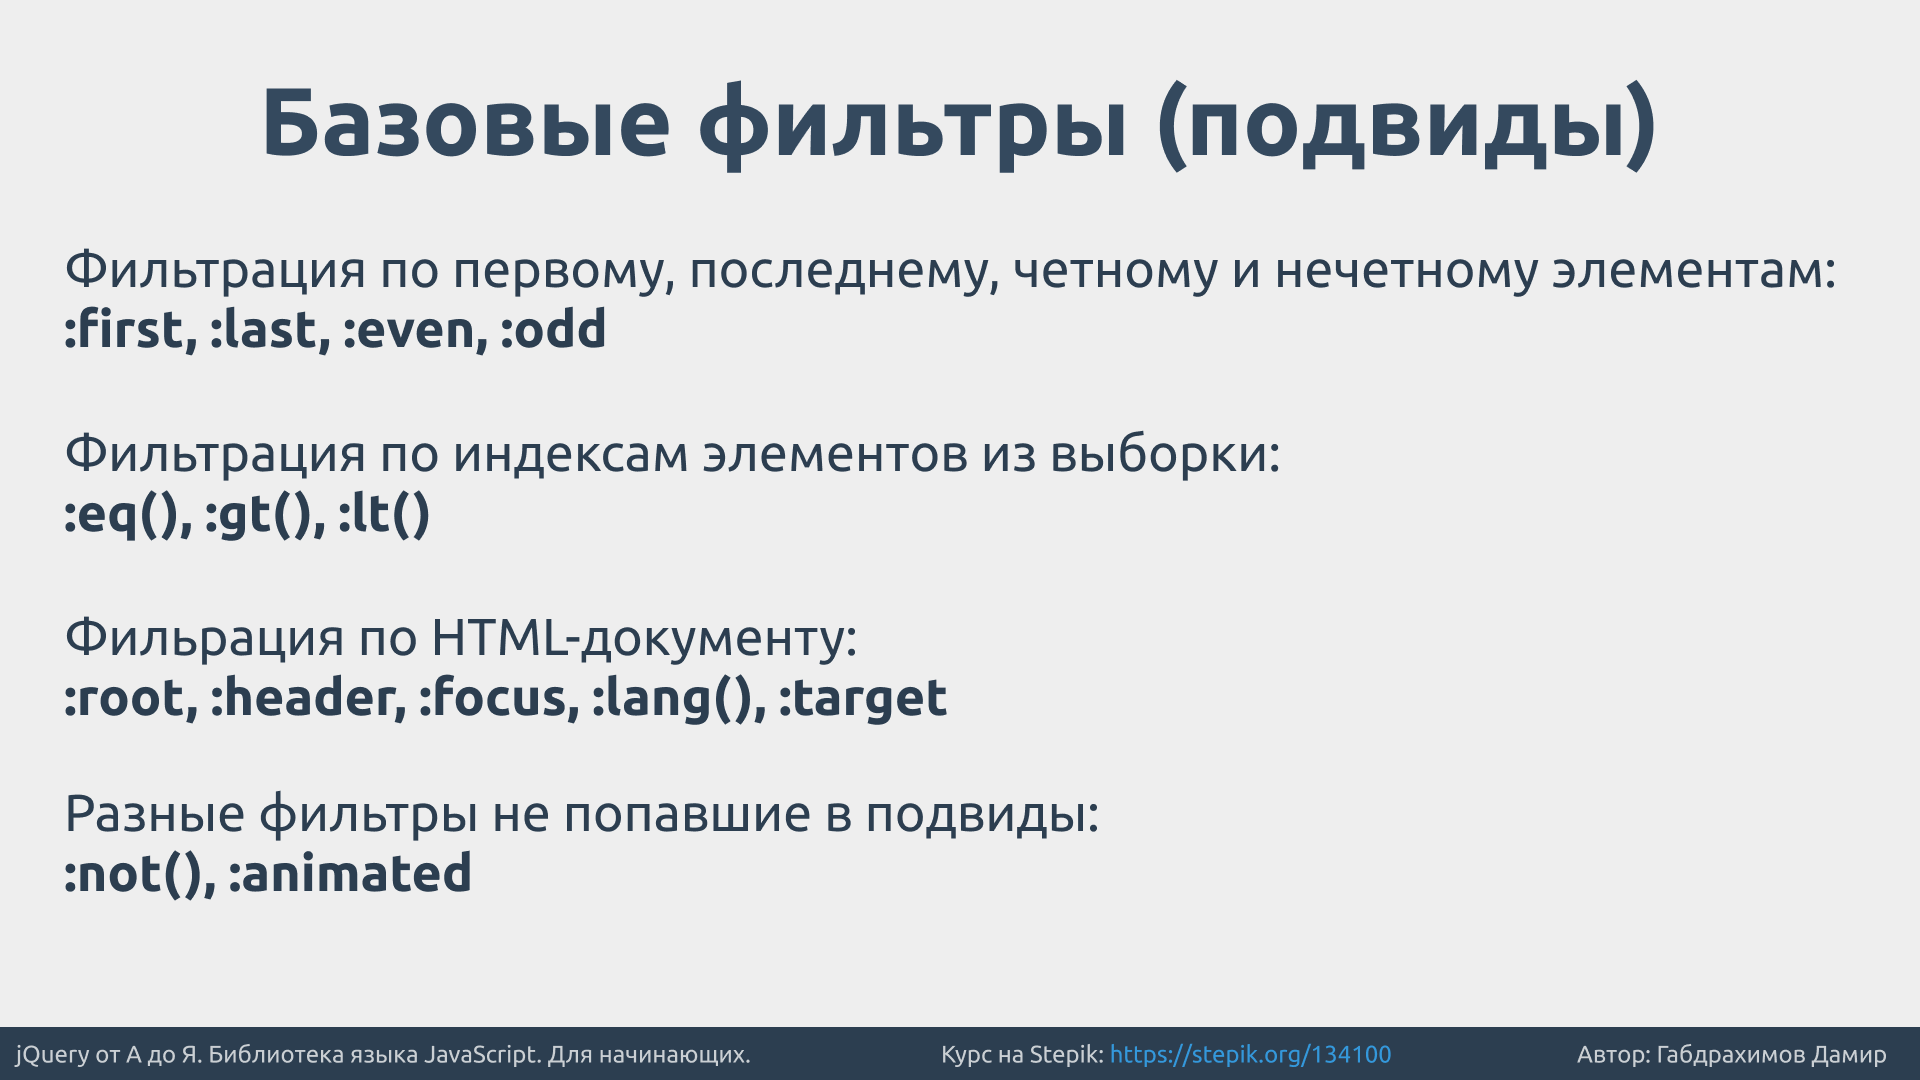 Базовые фильтры (подвиды)
Фильтрация по первому, последнему, четному и нечетному элементам:
:first, :last, :even, :odd
Фильтрация по индексам элементов из выборки:
:eq(), :gt(), :lt()
Фильрация по HTML-документу:
:root, :header, :focus, :lang(), :target
Разные фильтры не попавшие в подвиды:
:not(), :animated
jQuery от А до Я. Библиотека языка JavaScript. Для начинающих.
Курс на Stepik: https://stepik.org/134100
Автор: Габдрахимов Дамир